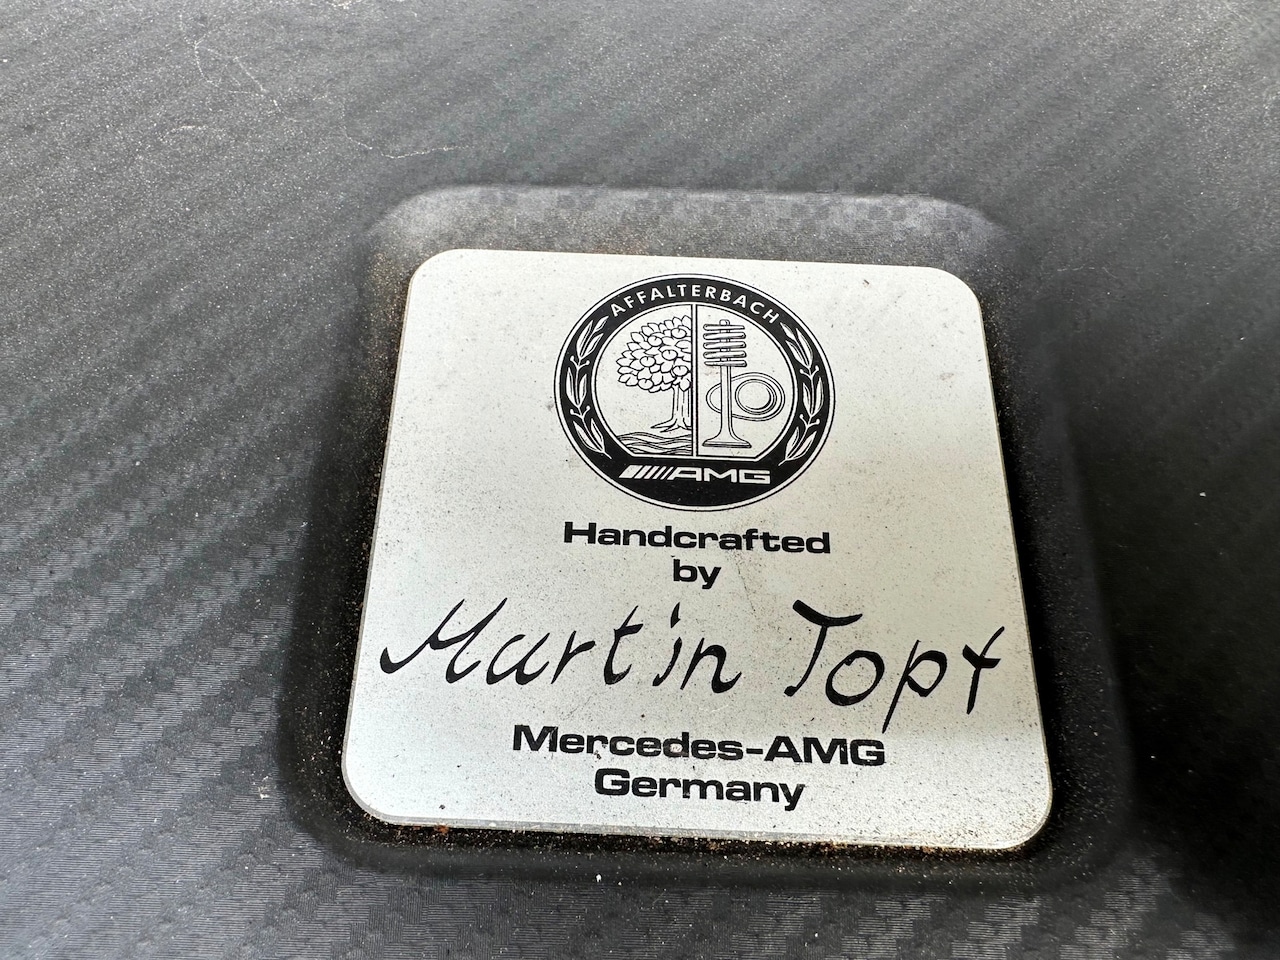 AFFALTERBACH
AMG
Handcrafted
by
Martin Topf
Mercedes-AMG
Germany